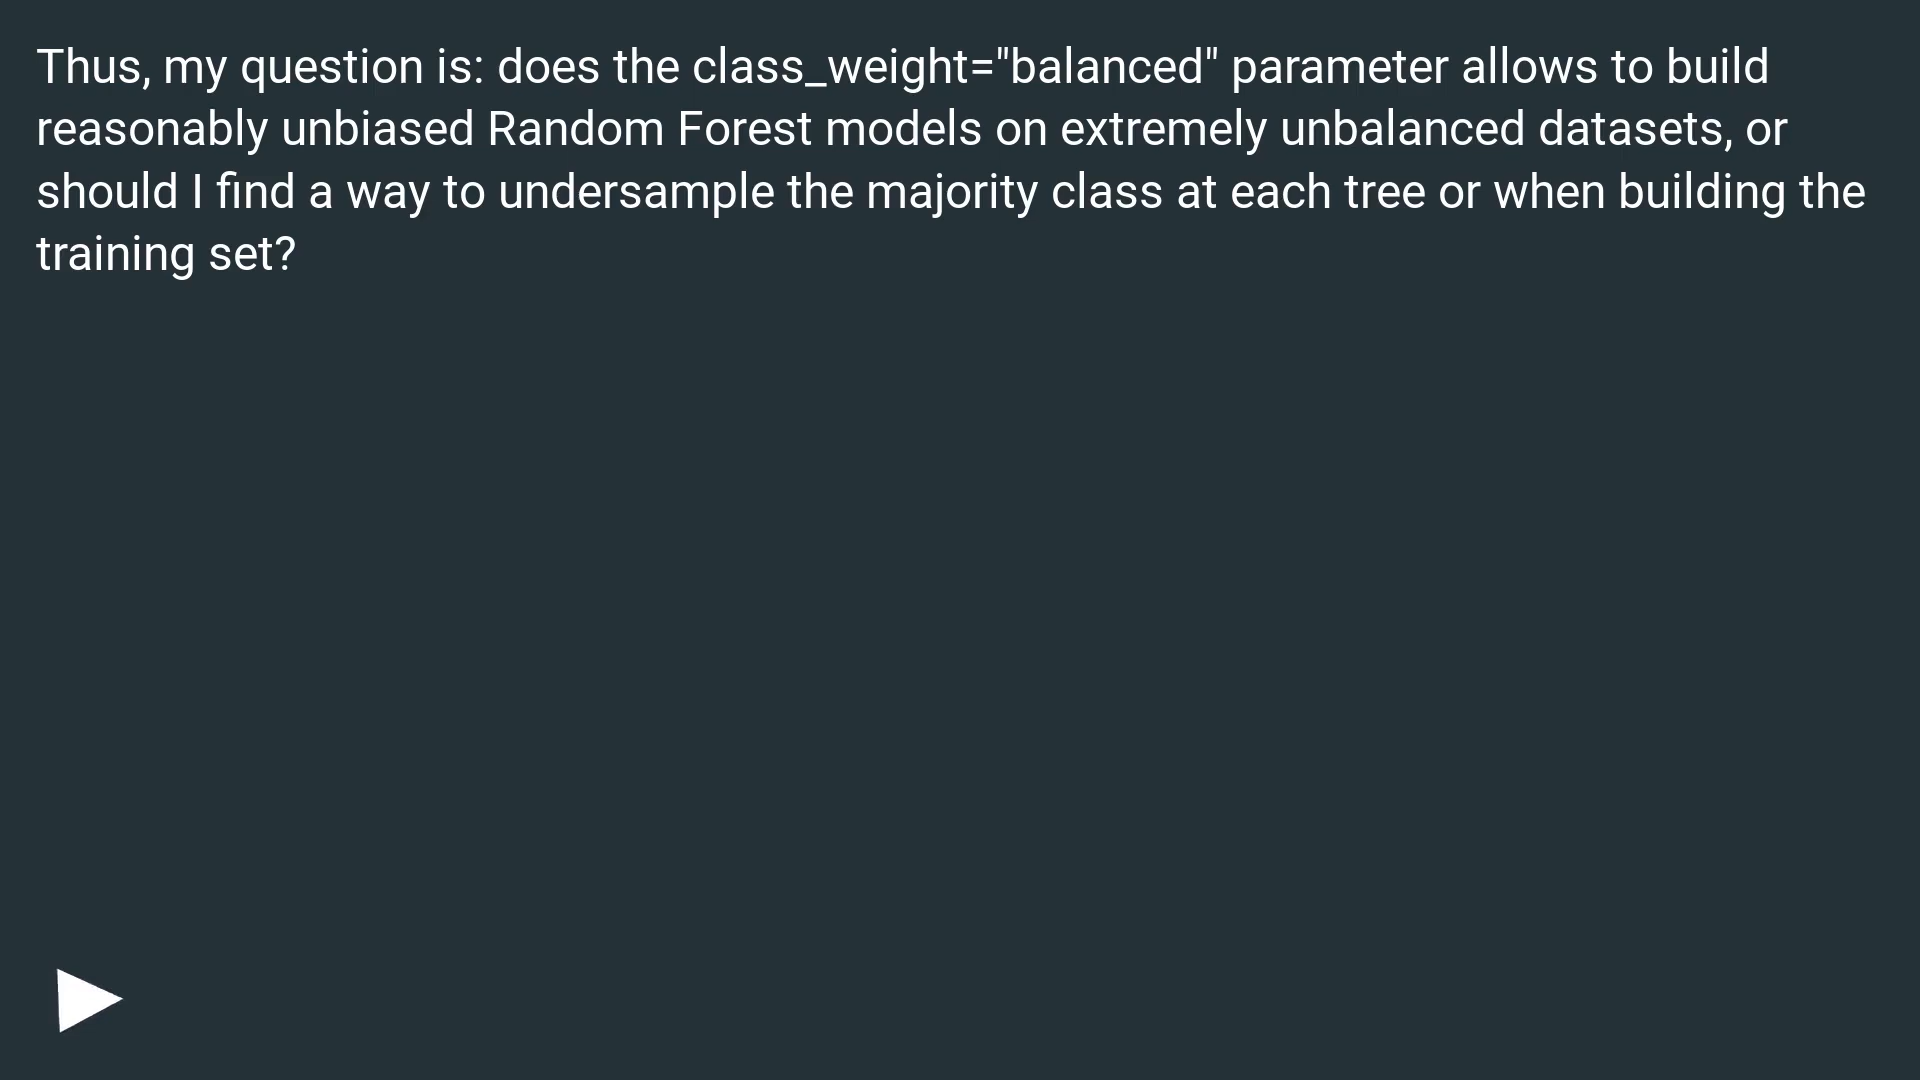 Thus, my question is: does the class_weight="balanced" parameter allows to build
reasonably unbiased Random Forest models on extremely unbalanced datasets, or
should I find a way to undersample the majority class at each tree or when building the
training set?